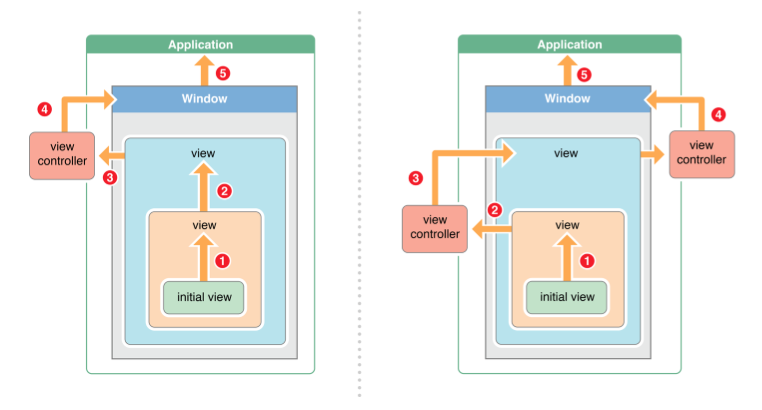 Application
5
4
Window
view
controller
view
3
2
view
1
initial view
Application
5
Window
4
view
controller
view
3
2
view
controller
view
1
initial view